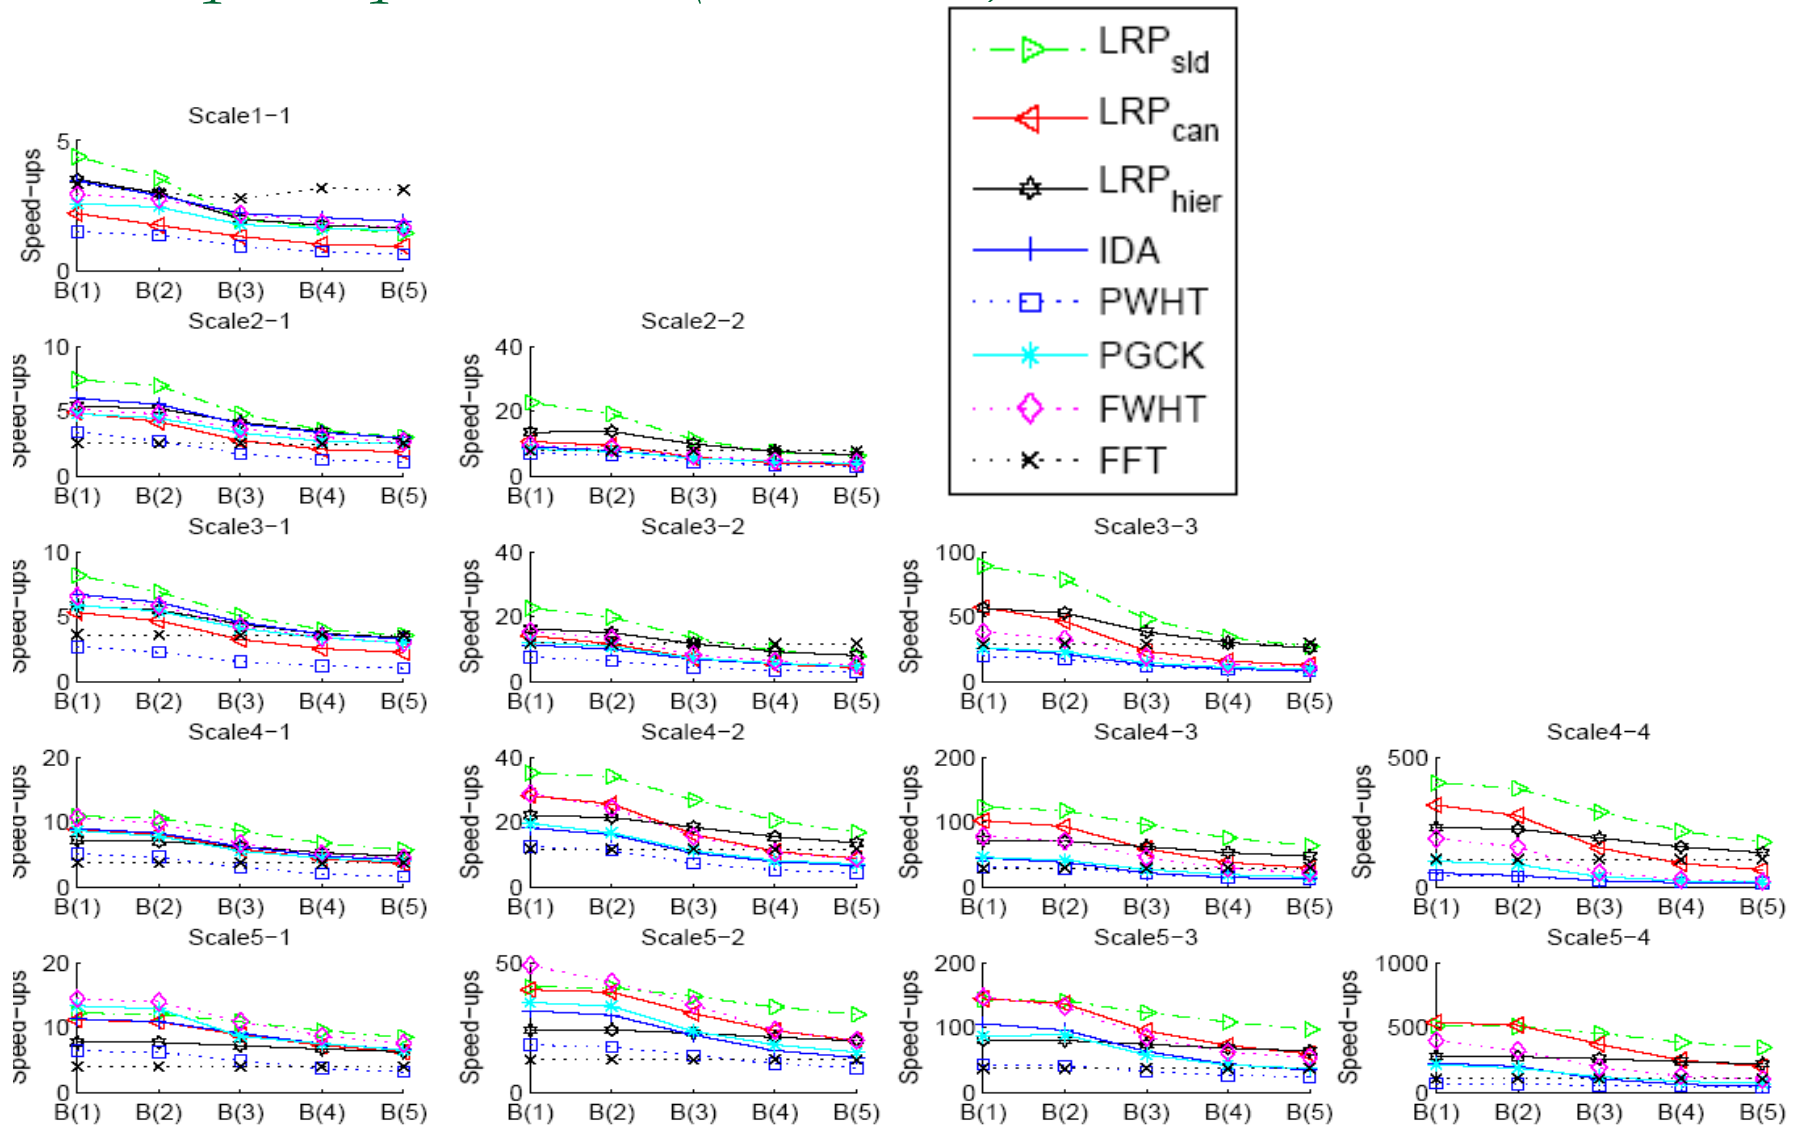 LRP_sld
LRP_can
LRP_hier
IDA
PWHT
PGCK
FWHT
FFT
Scale1-1
Speed-ups
5
0
B(1) B(2) B(3) B(4) B(5)
Scale2-1
Speed-ups
10
5
0
B(1) B(2) B(3) B(4) B(5)
Scale2-2
Speed-ups
40
20
0
B(1) B(2) B(3) B(4) B(5)
Scale3-1
Speed-ups
10
5
0
B(1) B(2) B(3) B(4) B(5)
Scale3-2
Speed-ups
40
20
0
B(1) B(2) B(3) B(4) B(5)
Scale3-3
Speed-ups
100
50
0
B(1) B(2) B(3) B(4) B(5)
Scale4-1
Speed-ups
20
10
0
B(1) B(2) B(3) B(4) B(5)
Scale4-2
Speed-ups
40
20
0
B(1) B(2) B(3) B(4) B(5)
Scale4-3
Speed-ups
200
100
0
B(1) B(2) B(3) B(4) B(5)
Scale4-4
Speed-ups
500
0
B(1) B(2) B(3) B(4) B(5)
Scale5-1
Speed-ups
20
10
0
B(1) B(2) B(3) B(4) B(5)
Scale5-2
Speed-ups
50
0
B(1) B(2) B(3) B(4) B(5)
Scale5-3
Speed-ups
200
100
0
B(1) B(2) B(3) B(4) B(5)
Scale5-4
Speed-ups
1000
500
0
B(1) B(2) B(3) B(4) B(5)